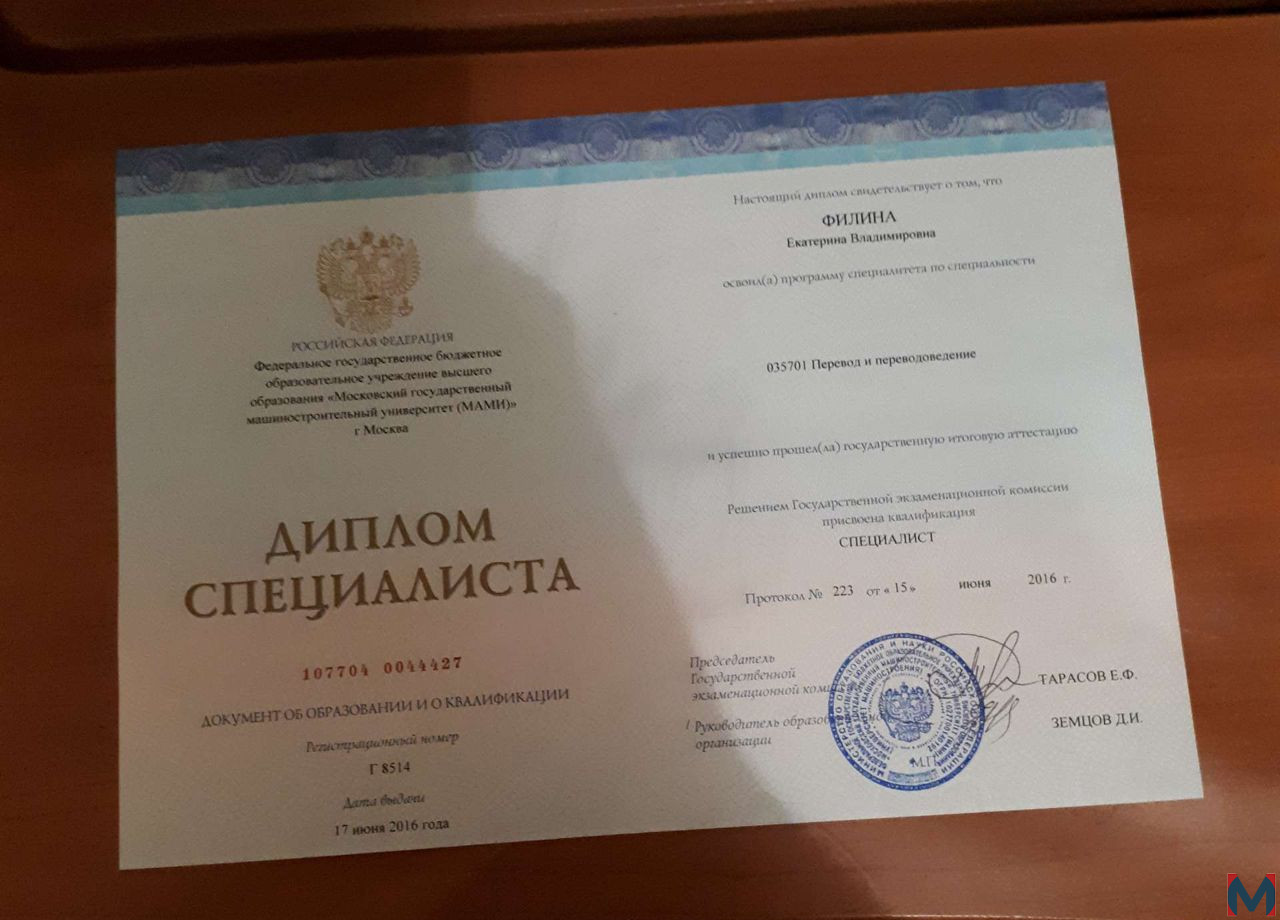 РОССИЙСКАЯ ФЕДЕРАЦИЯ
Федеральное государственное бюджетное
образовательное учреждение высшего
образования «Московский государственный
машиностроительный университет (МАМИ)»
г Москва
ДИПЛОМ
СПЕЦИАЛИСТА
107704 0044427
ДОКУМЕНТ ОБ ОБРАЗОВАНИИ И О КВАЛИФИКАЦИИ
Регистрационный номер
Г 8514
Дата выдачи
17 июня 2016 года
Настоящий диплом свидетельствует о том, что
ФИЛИНА
Екатерина Владимировна
освоил(а) программу специалитета по специальности
035701 Перевод и переводоведение
и успешно прошел(ла) государственную итоговую аттестацию
Решением Государственной экзаменационной комиссии
присвоена квалификация
СПЕЦИАЛИСТ
Протокол № 223 от « 15 » июня 2016 г.
Председатель
Государственной
экзаменационной
ТАРАСОВ Е.Ф.
Руководитель
организации
ЗЕМЦОВ Д.И.
М.П.
M